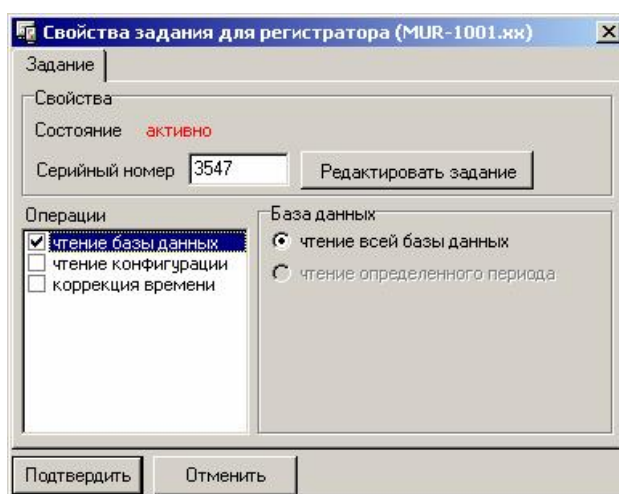 Свойства задания для регистратора (MUR-1001.xx)
Задание
Свойства
Состояние активно
Серийный номер 3547 Редактировать задание
Операции
чтение базы данных
чтение конфигурации
коррекция времени
База данных
чтение всей базы данных
чтение определенного периода
Подтвердить Отменить